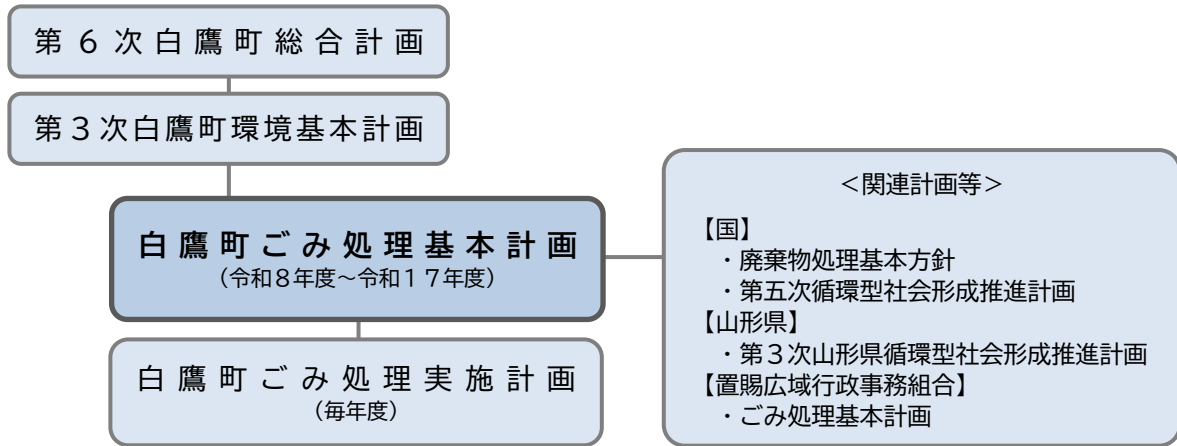 第６次白鷹町総合計画
第３次白鷹町環境基本計画
白鷹町ごみ処理基本計画
（令和８年度～令和１７年度）
白鷹町ごみ処理実施計画
（毎年度）
＜関連計画等＞
【国】
・廃棄物処理基本方針
・第五次循環型社会形成推進計画
【山形県】
・第３次山形県循環型社会形成推進計画
【置賜広域行政事務組合】
・ごみ処理基本計画